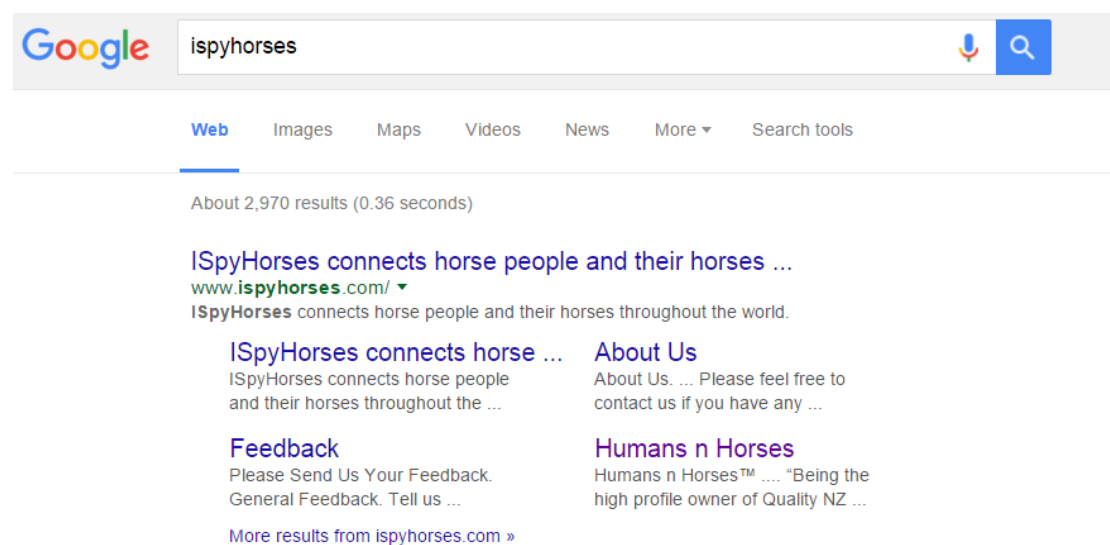 Google ispyhorses
Web Images Maps Videos News More Search tools
About 2,970 results (0.36 seconds)
ISpyHorses connects horse people and their horses ...
www.ispyhorses.com/
ISpyHorses connects horse people and their horses throughout the world.
ISpyHorses connects horse ...
ISpyHorses connects horse people
and their horses throughout the ...
About Us
About Us. ... Please feel free to
contact us if you have any ...
Feedback
Please Send Us Your Feedback.
General Feedback. Tell us ...
Humans n Horses
Humans n Horses™ .... “Being the
high profile owner of Quality NZ ...
More results from ispyhorses.com »